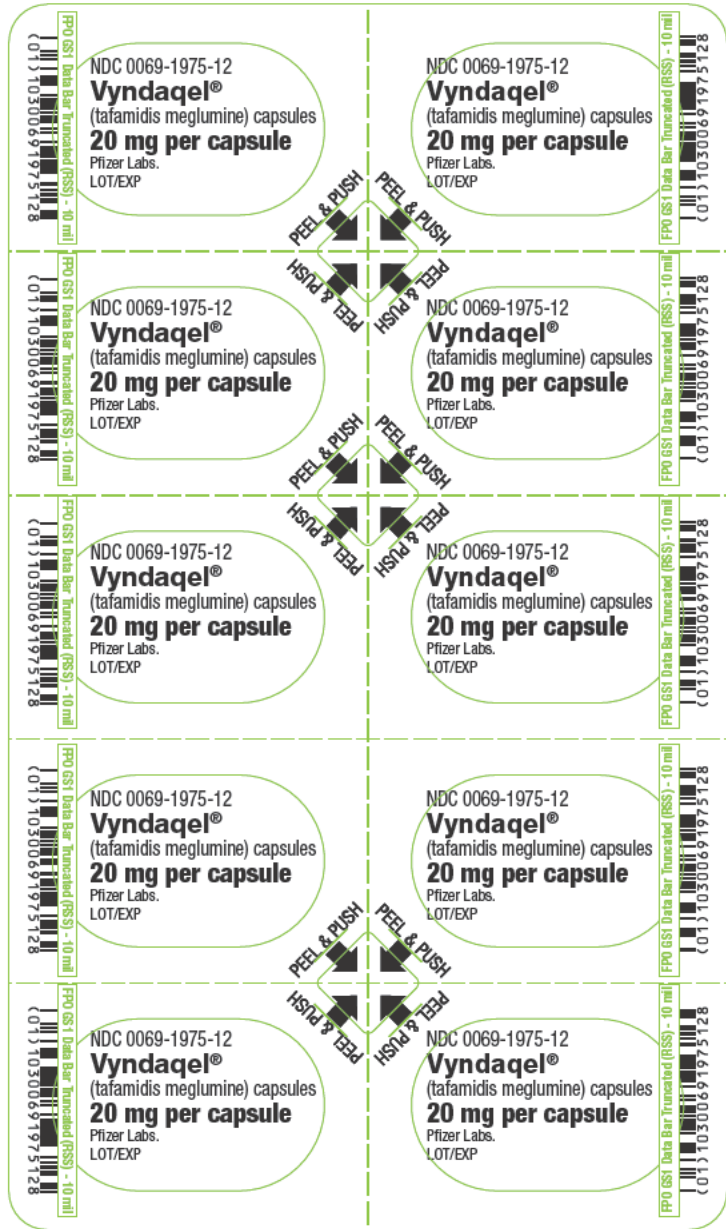 (01)10300691975128
FPO GS1 Data Bar Truncated (RSS) - 10 mil
NDC 0069-1975-12
Vyndaqel®
(tafamidis meglumine) capsules
20 mg per capsule
Pfizer Labs.
LOT/EXP
NDC 0069-1975-12
Vyndaqel®
(tafamidis meglumine) capsules
20 mg per capsule
Pfizer Labs.
LOT/EXP
FPO GS1 Data Bar Truncated (RSS) - 10 mil
(01)10300691975128
PEEL & PUSH
PEEL & PUSH
PEEL & PUSH
PEEL & PUSH
(01)10300691975128
FPO GS1 Data Bar Truncated (RSS) - 10 mil
NDC 0069-1975-12
Vyndaqel®
(tafamidis meglumine) capsules
20 mg per capsule
Pfizer Labs.
LOT/EXP
NDC 0069-1975-12
Vyndaqel®
(tafamidis meglumine) capsules
20 mg per capsule
Pfizer Labs.
LOT/EXP
FPO GS1 Data Bar Truncated (RSS) - 10 mil
(01)10300691975128
PEEL & PUSH
PEEL & PUSH
PEEL & PUSH
PEEL & PUSH
(01)10300691975128
FPO GS1 Data Bar Truncated (RSS) - 10 mil
NDC 0069-1975-12
Vyndaqel®
(tafamidis meglumine) capsules
20 mg per capsule
Pfizer Labs.
LOT/EXP
NDC 0069-1975-12
Vyndaqel®
(tafamidis meglumine) capsules
20 mg per capsule
Pfizer Labs.
LOT/EXP
FPO GS1 Data Bar Truncated (RSS) - 10 mil
(01)10300691975128
(01)10300691975128
FPO GS1 Data Bar Truncated (RSS) - 10 mil
NDC 0069-1975-12
Vyndaqel®
(tafamidis meglumine) capsules
20 mg per capsule
Pfizer Labs.
LOT/EXP
NDC 0069-1975-12
Vyndaqel®
(tafamidis meglumine) capsules
20 mg per capsule
Pfizer Labs.
LOT/EXP
FPO GS1 Data Bar Truncated (RSS) - 10 mil
(01)10300691975128
PEEL & PUSH
PEEL & PUSH
PEEL & PUSH
PEEL & PUSH
(01)10300691975128
FPO GS1 Data Bar Truncated (RSS) - 10 mil
NDC 0069-1975-12
Vyndaqel®
(tafamidis meglumine) capsules
20 mg per capsule
Pfizer Labs.
LOT/EXP
NDC 0069-1975-12
Vyndaqel®
(tafamidis meglumine) capsules
20 mg per capsule
Pfizer Labs.
LOT/EXP
FPO GS1 Data Bar Truncated (RSS) - 10 mil
(01)10300691975128